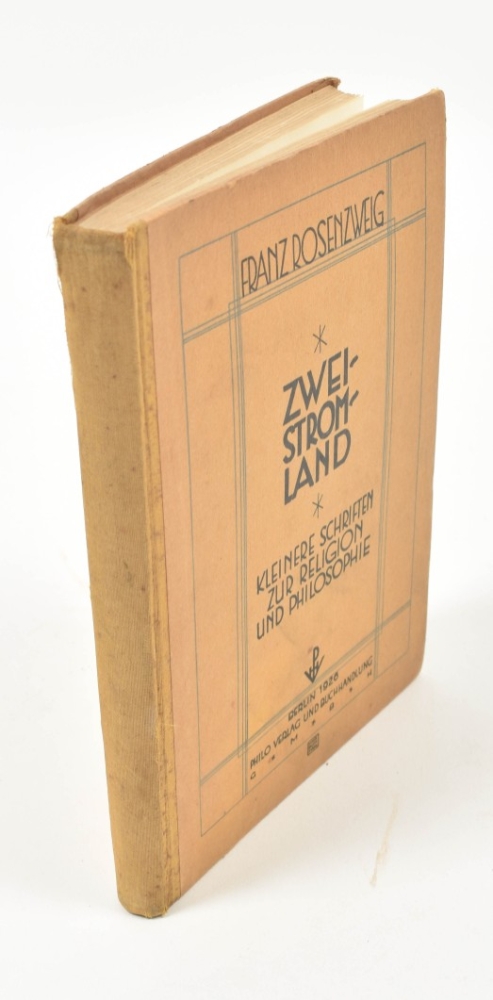 FRANZ ROSENZWEIG
ZWEI-
STROM-
LAND
KLEINERE SCHRIFTEN
ZUR RELIGION
UND PHILOSOPHIE
BERLIN 1926
PHILO VERLAG UND BUCHHANDLUNG
G * M * B * H